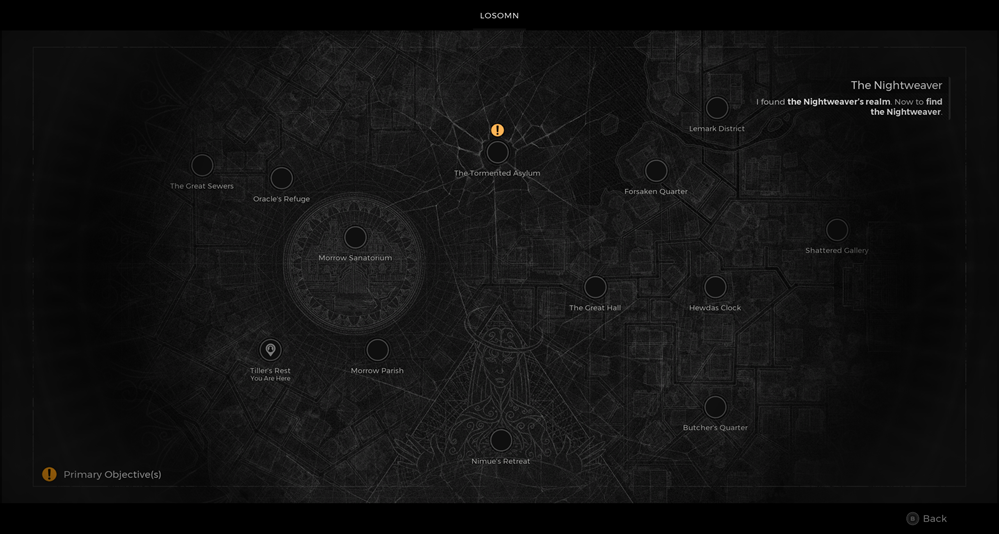 LOSOMN
The Nightweaver
I found the Nightweaver's realm. Now to find
the Nightweaver.
Lemark District
The Tormented Asylum
The Great Sewers
Forsaken Quarter
Oracle's Refuge
Shattered Gallery
Morrow Sanatorium
The Great Hall
Hewdas Clock
Tiller's Rest
You Are Here
Morrow Parish
Butcher's Quarter
Nimue's Retreat
! Primary Objective(s)
B Back